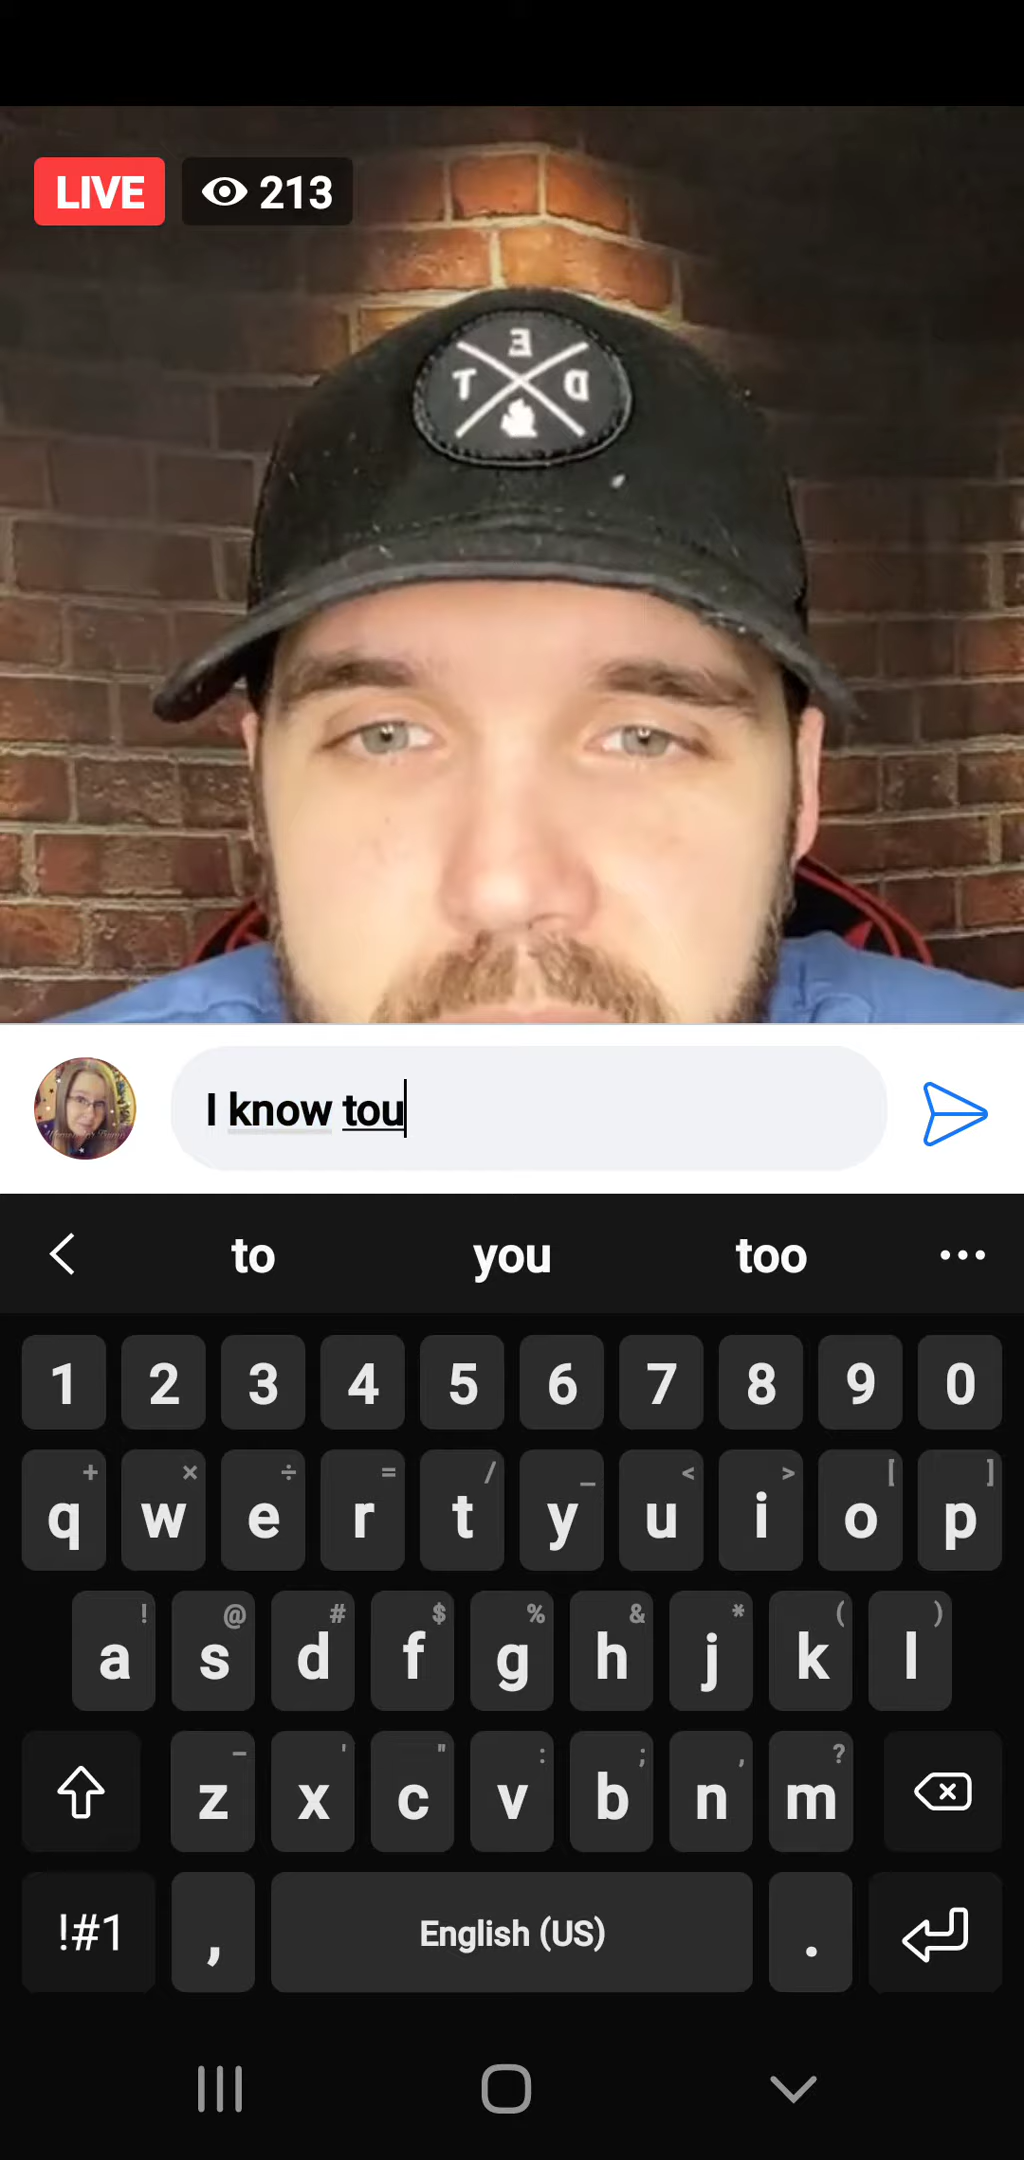 LIVE 213
E
T D
I know tou
to you too
1 2 3 4 5 6 7 8 9 0
+ × ÷ = / _ < > [ ]
q w e r t y u i o p
! @ # $ % & * ( )
a s d f g h j k l
- ' " : ; , ?
z x c v b n m
!#1 , English (US) .